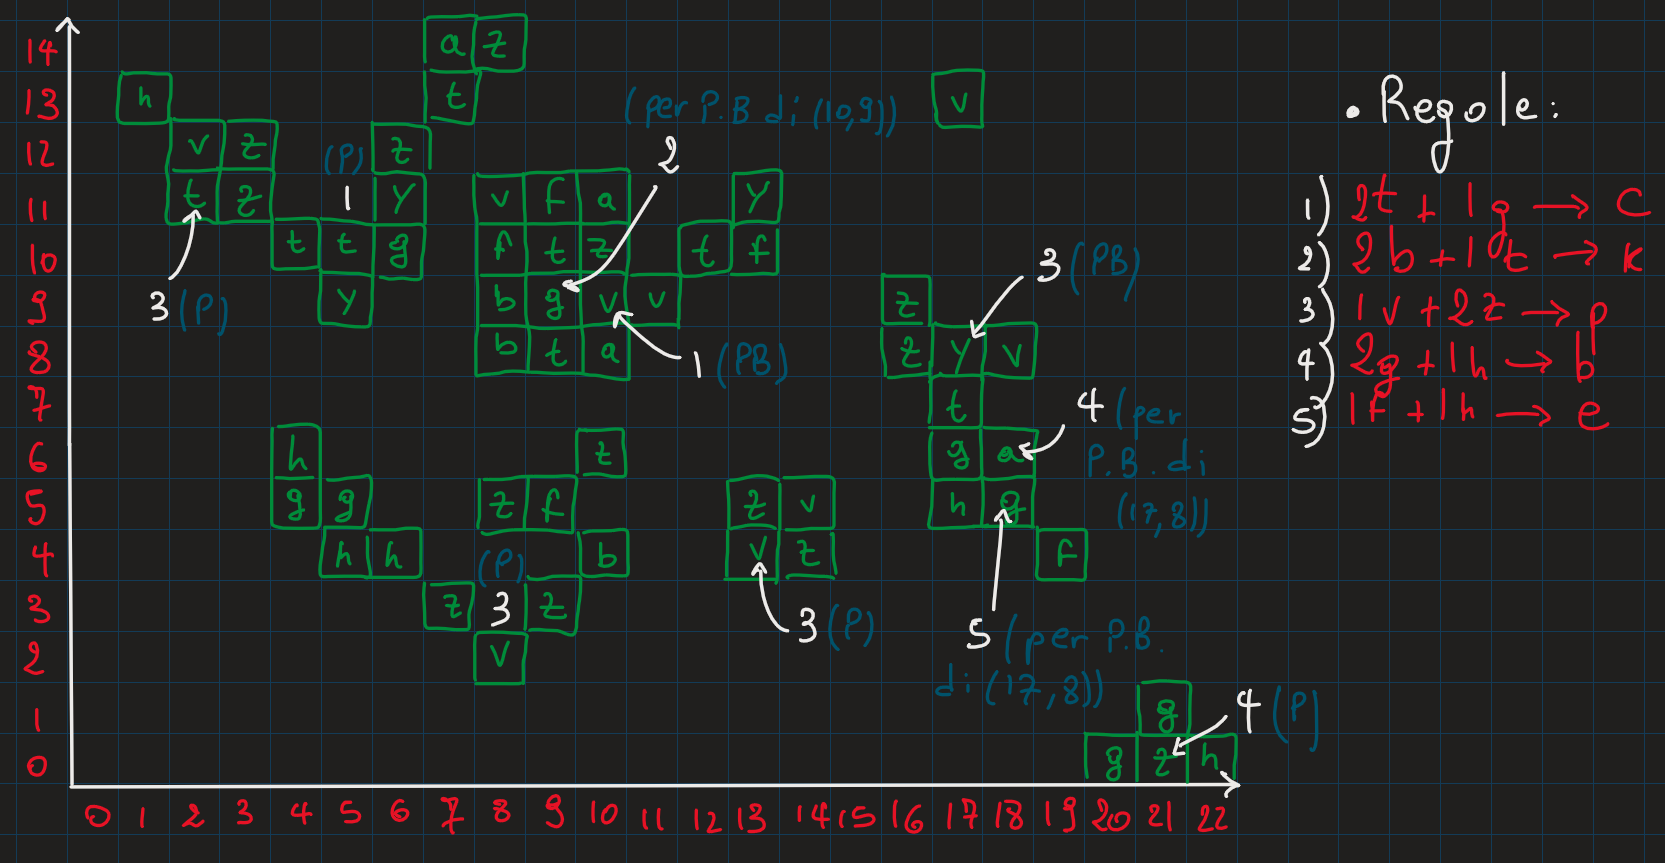 14 a z
13 h t (per P.B di (10,9)) v • Regole:
12 v z (P) z 2
11 t z 1 y v f a y 1) 2t + 1g → c
10 t t g f t z t f 3 (PB) 2) 2b + 1t → k
9 3 (P) y b g v v z 3) 1v + 2z → p
8 b t a 1 (PB) z y v 4) 2g + 1h → b
7 t 4 (per 5) 1f + 1h → e
6 h z g a P.B. di
5 g g z f z v h g (17,8))
4 h h (P) b v z f
3 z 3 z 3 (P) 5 (per P.B.
2 v di (17,8))
1 g 4 (P)
0 g z h
0 1 2 3 4 5 6 7 8 9 10 11 12 13 14 15 16 17 18 19 20 21 22